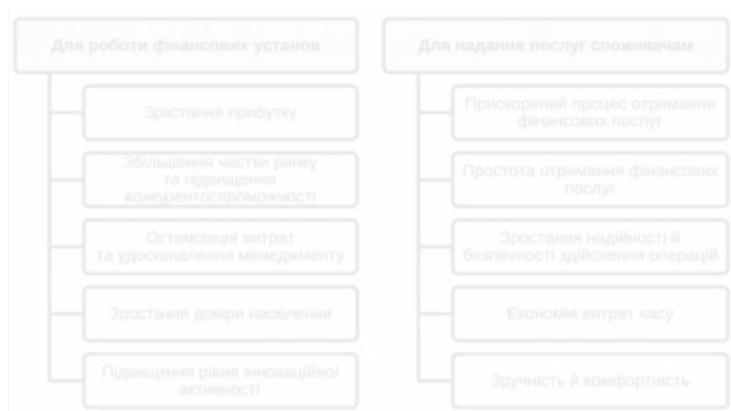 Для роботи фінансових установ
Зростання прибутку
Збільшення частки ринку
та підвищення
конкурентоспроможності
Оптимізація витрат
та удосконалення менеджменту
Зростання довіри населення
Підвищення рівня інноваційної
активності
Для надання послуг споживачам
Прискорений процес отримання
фінансових послуг
Простота отримання фінансових
послуг
Зростання надійності й
безпечності здійснення операцій
Економія витрат часу
Зручність й комфортність